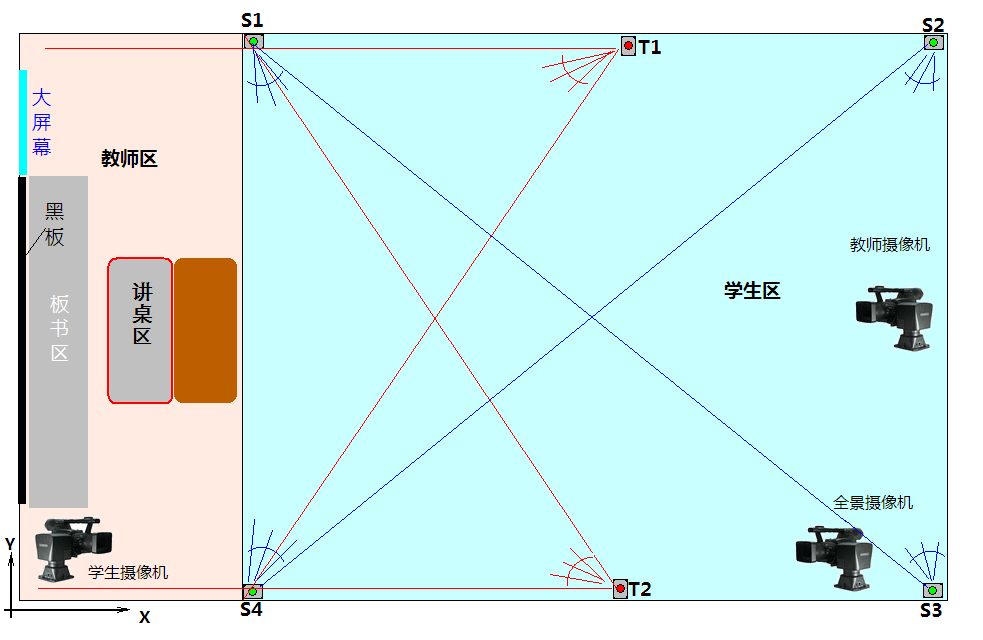 S1
S2
T1
大
屏
幕
教师区
黑
板
教师摄像机
讲
桌
区
学生区
板
书
区
全景摄像机
Y
学生摄像机
T2
S4
S3
X